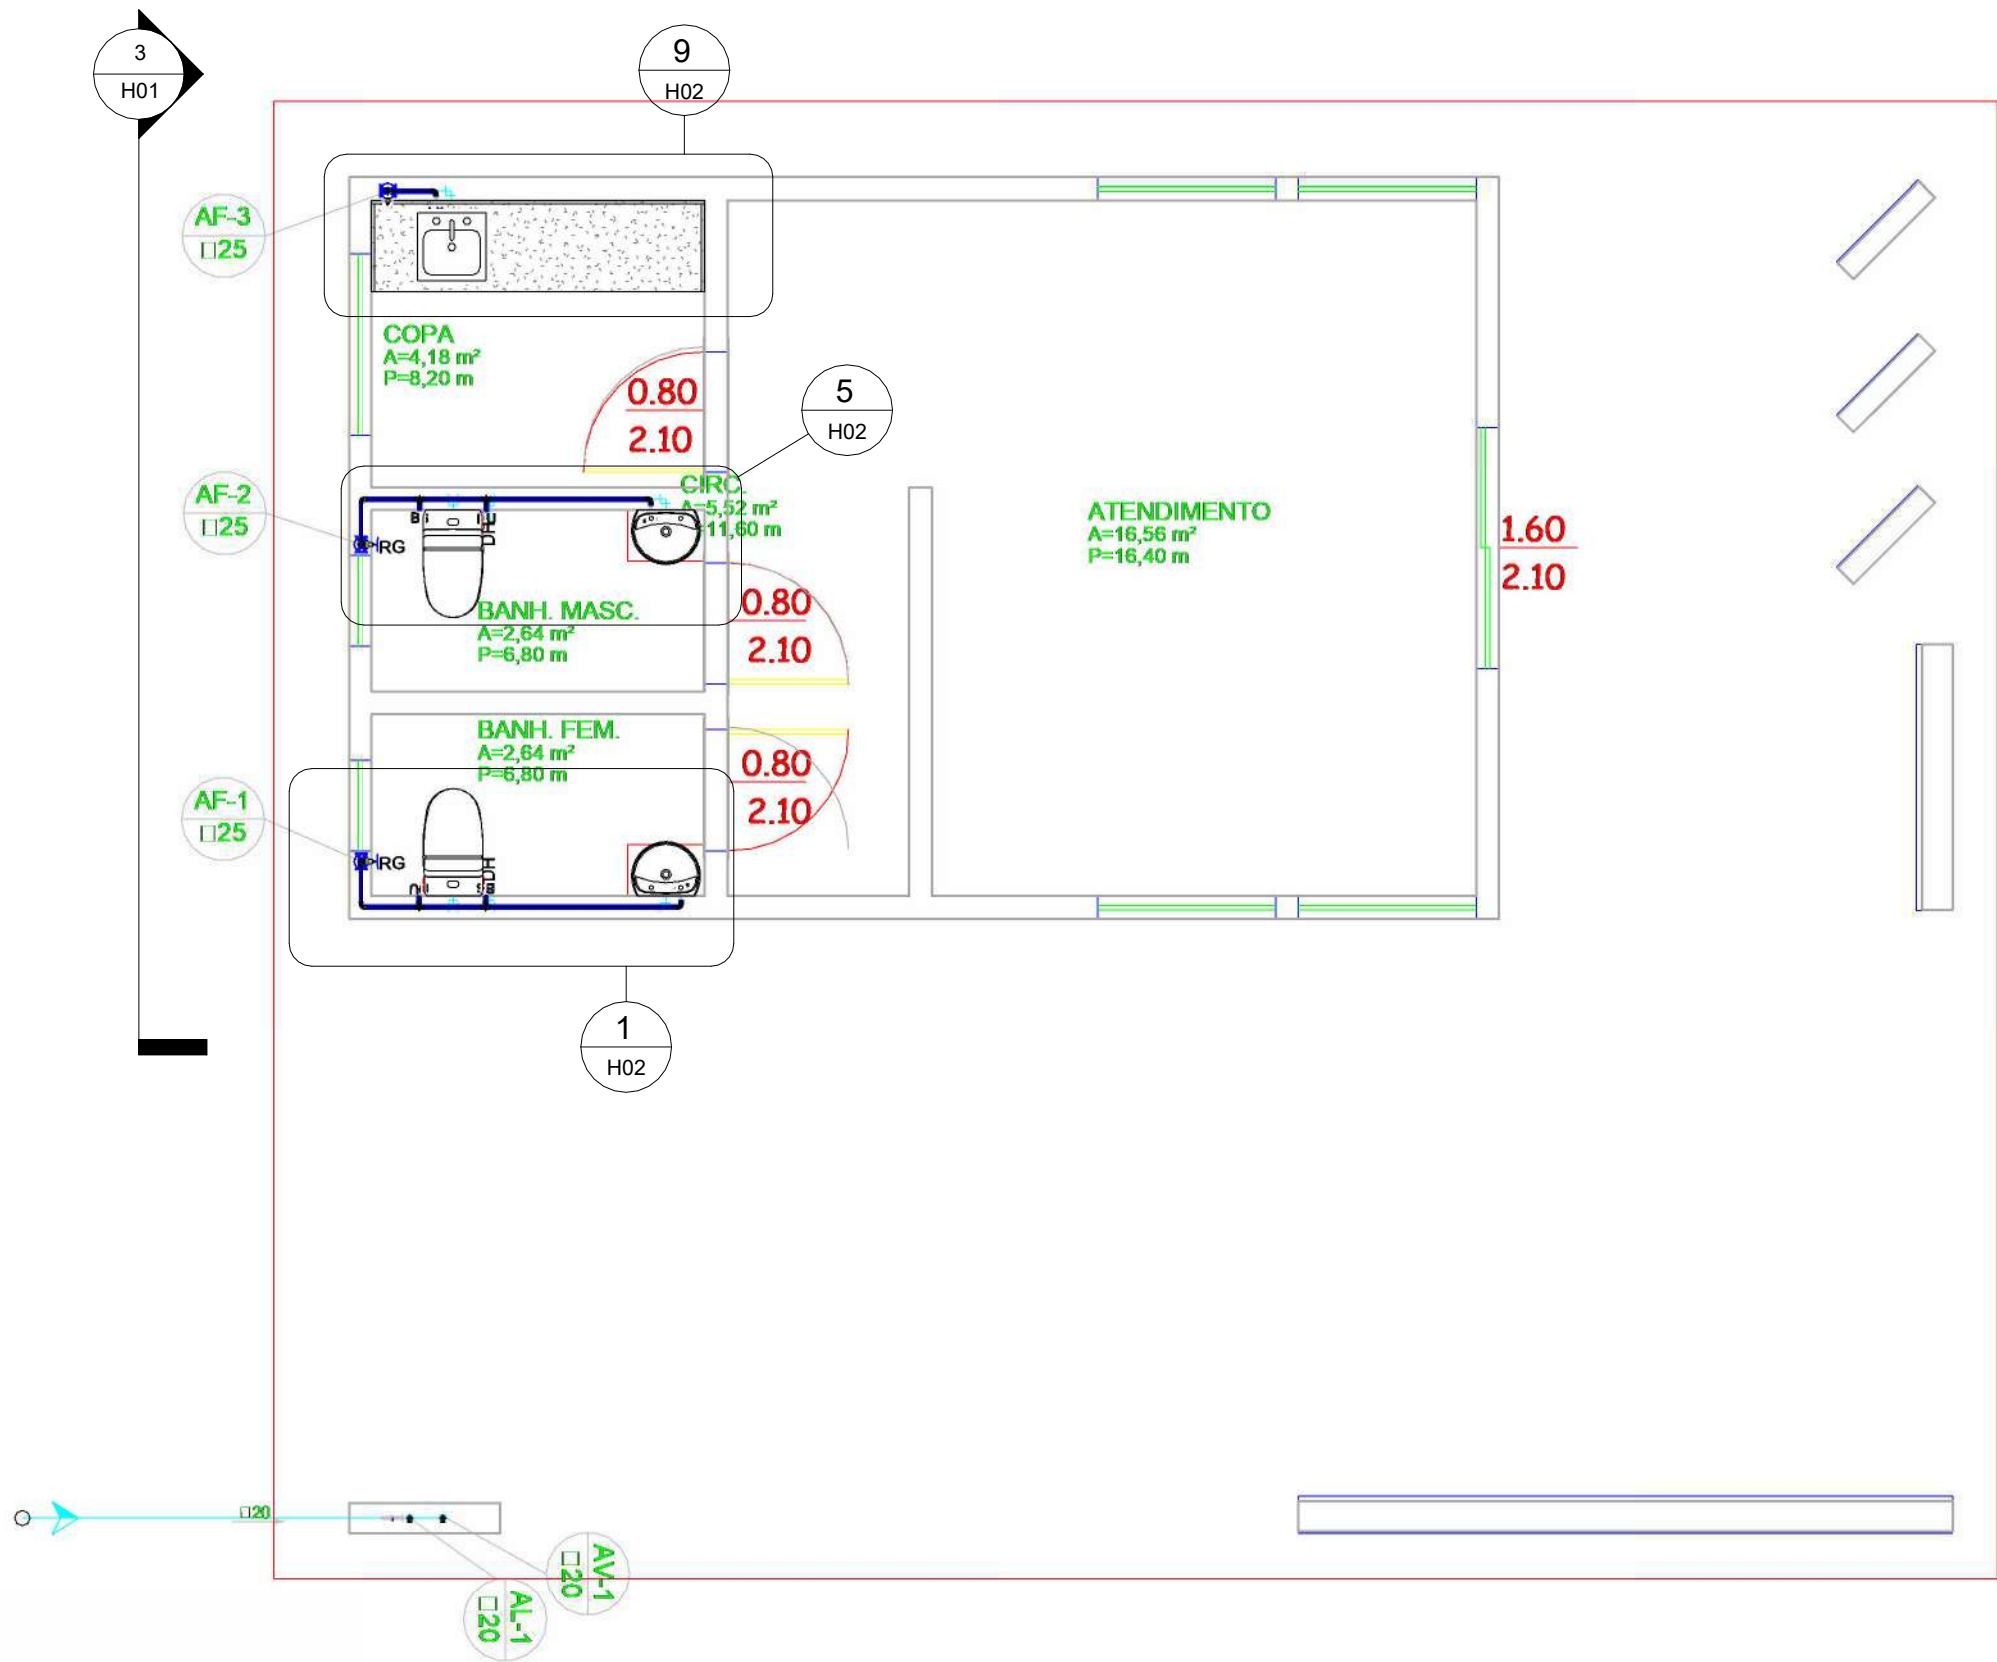 3
H01
9
H02
AF-3
□25
COPA
A=4,18 m²
P=8,20 m
0.80
2.10
5
H02
AF-2
□25
CIRC.
A=5,52 m²
11,60 m
B
DH
RG
ATENDIMENTO
A=16,56 m²
P=16,40 m
1.60
2.10
BANH. MASC.
A=2,64 m²
P=6,80 m
0.80
2.10
BANH. FEM.
A=2,64 m²
P=6,80 m
0.80
2.10
AF-1
□25
RG
DH
1
H02
□20
AV-1
□20
AL-1
□20